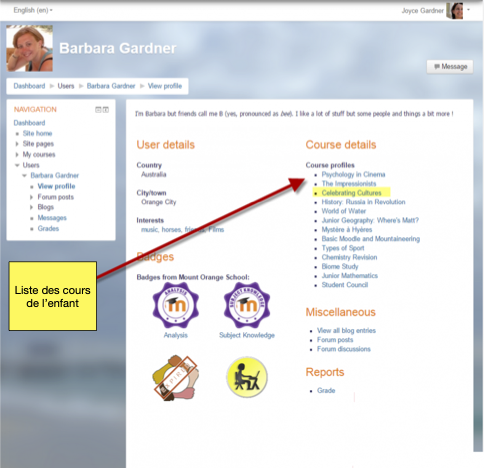 English (en)
Joyce Gardner
Barbara Gardner
Message
Dashboard ▸ Users ▸ Barbara Gardner ▸ View profile
NAVIGATION
Dashboard
Site home
Site pages
My courses
Users
Barbara Gardner
View profile
Forum posts
Blogs
Messages
Grades
I'm Barbara but friends call me B (yes, pronounced as bee). I like a lot of stuff but some people and things a bit more !
User details
Country
Australia
City/town
Orange City
Interests
music, horses, films
Badges
Badges from Mount Orange School:
ANALYSIS
Analysis
SUBJECT KNOWLEDGE
Subject Knowledge
Course details
Course profiles
Psychology in Cinema
The Impressionists
Celebrating Cultures
History: Russia in Revolution
World of Water
Junior Geography: Where's Matt?
Mystère à Hyères
Basic Moodle and Mountaineering
Types of Sport
Chemistry Revision
Biome Study
Junior Mathematics
Student Council
Miscellaneous
View all blog entries
Forum posts
Forum discussions
Reports
Grade
Liste des cours
de l'enfant